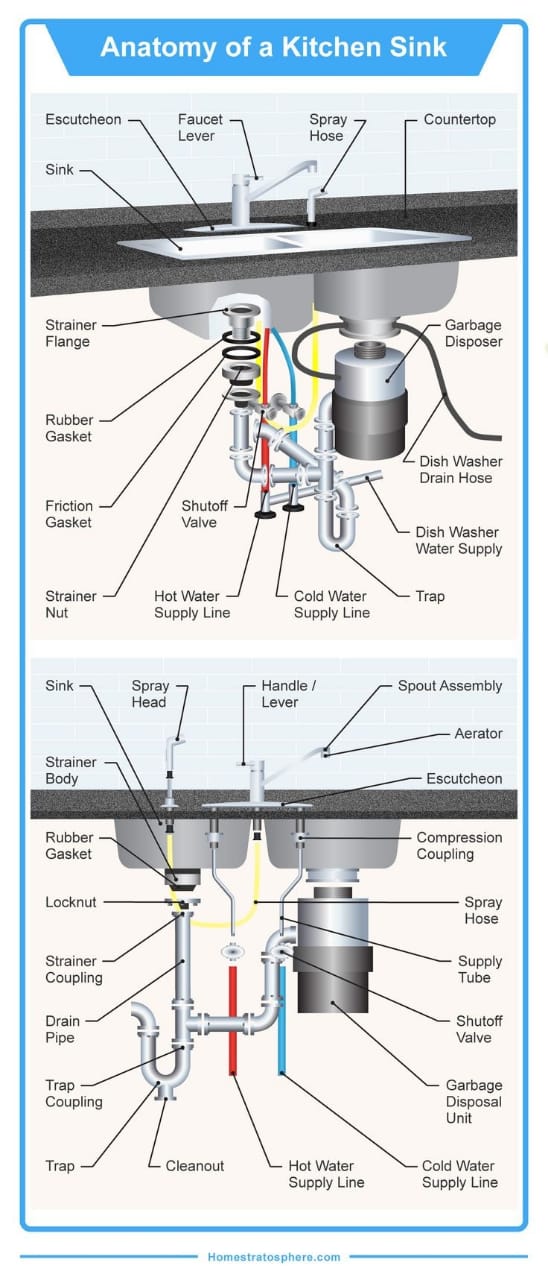 Anatomy of a Kitchen Sink
Escutcheon
Faucet
Lever
Spray
Hose
Countertop
Sink
Strainer
Flange
Garbage
Disposer
Rubber
Gasket
Dish Washer
Drain Hose
Friction
Gasket
Shutoff
Valve
Dish Washer
Water Supply
Strainer
Nut
Hot Water
Supply Line
Cold Water
Supply Line
Trap
Sink
Spray
Head
Handle /
Lever
Spout Assembly
Aerator
Strainer
Body
Escutcheon
Rubber
Gasket
Compression
Coupling
Locknut
Spray
Hose
Strainer
Coupling
Supply
Tube
Drain
Pipe
Shutoff
Valve
Trap
Coupling
Garbage
Disposal
Unit
Trap
Cleanout
Hot Water
Supply Line
Cold Water
Supply Line
Homestratosphere.com